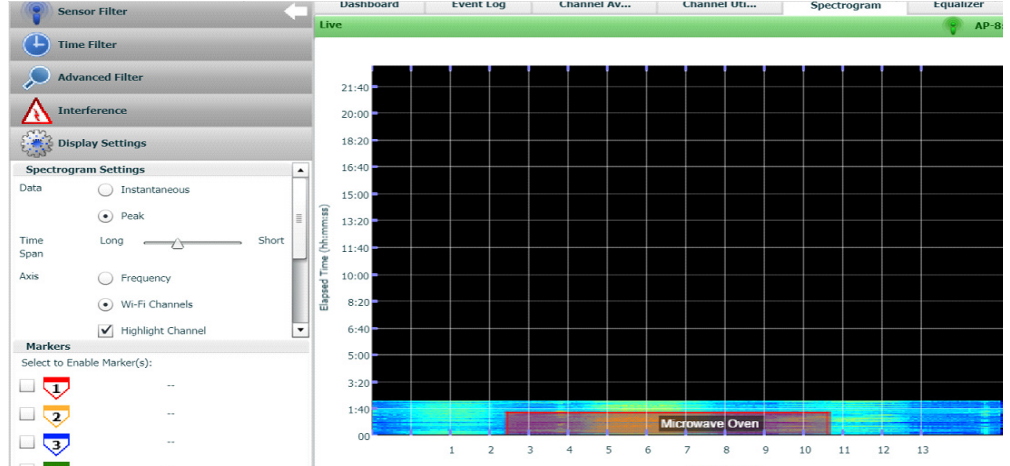 Sensor Filter
Time Filter
Advanced Filter
Interference
Display Settings
Spectrogram Settings
Data
Instantaneous
Peak
Time Span
Long
Short
Axis
Frequency
Wi-Fi Channels
Highlight Channel
Markers
Select to Enable Marker(s):
1 --
2 --
3 --
Dashboard Event Log Channel Av... Channel Uti... Spectrogram Equalizer
Live AP-8
Elapsed Time (hh:mm:ss)
21:40
20:00
18:20
16:40
15:00
13:20
11:40
10:00
8:20
6:40
5:00
3:20
1:40
00
Microwave Oven
1 2 3 4 5 6 7 8 9 10 11 12 13